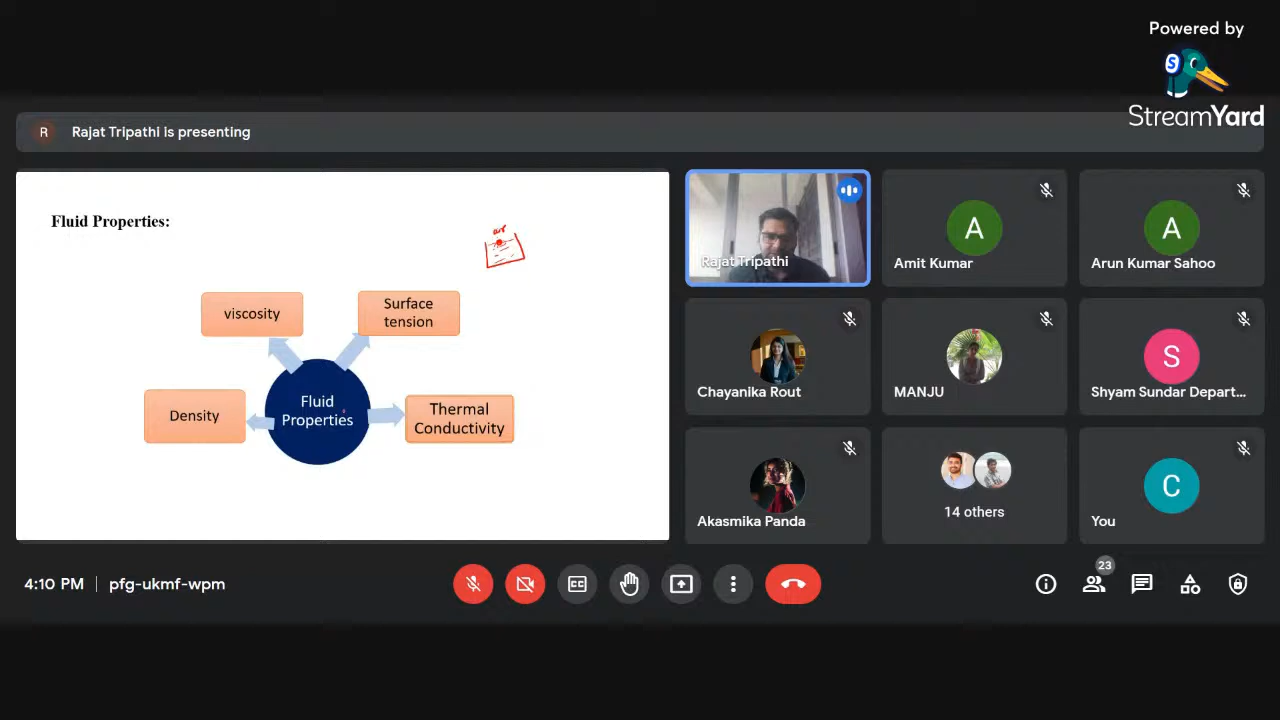 Powered by
S
StreamYard
R
Rajat Tripathi is presenting
Fluid Properties:
air
viscosity
Surface
tension
Fluid
Properties
Density
Thermal
Conductivity
Rajat Tripathi
A
Amit Kumar
A
Arun Kumar Sahoo
Chayanika Rout
MANJU
S
Shyam Sundar Depart...
Akasmika Panda
14 others
C
You
4:10 PM
pfg-ukmf-wpm
CC
23